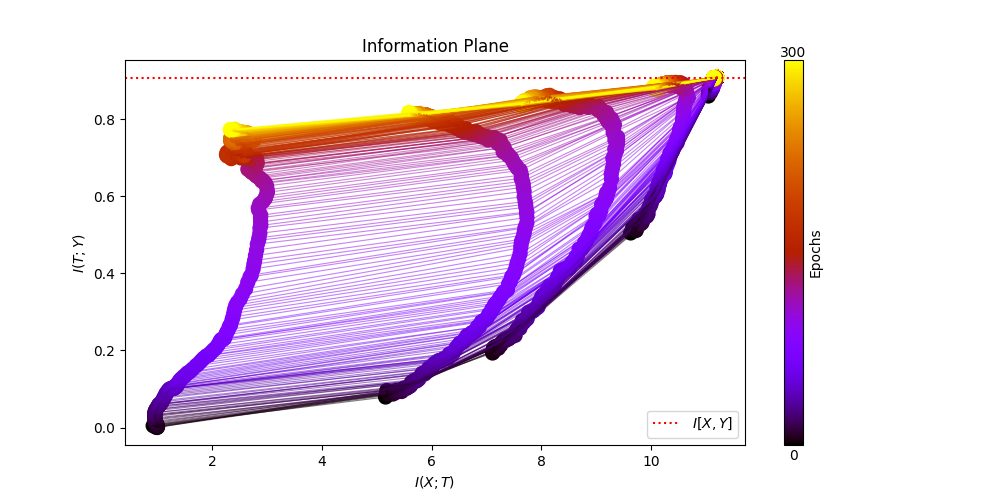 Information Plane
300
0.8
0.6
0.4
0.2
0.0
I(T; Y)
Epochs
I[X, Y]
2
4
6
8
10
0
I(X; T)